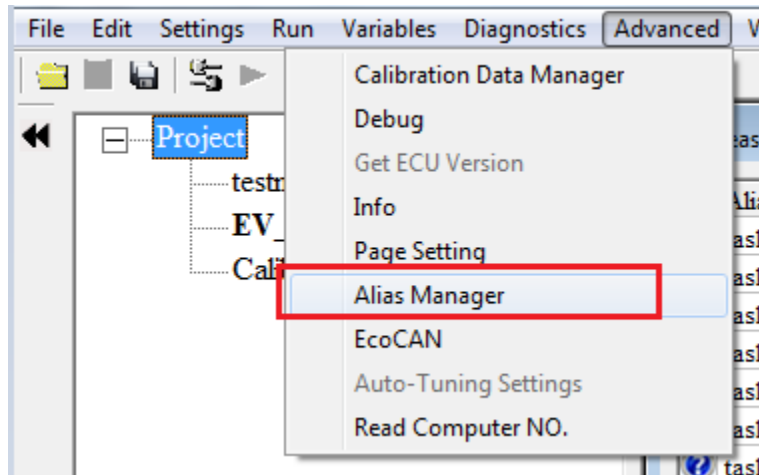 File Edit Settings Run Variables Diagnostics Advanced
Calibration Data Manager
Project
Debug
Get ECU Version
Info
EV_
Page Setting
Alias Manager
EcoCAN
Auto-Tuning Settings
Read Computer NO.